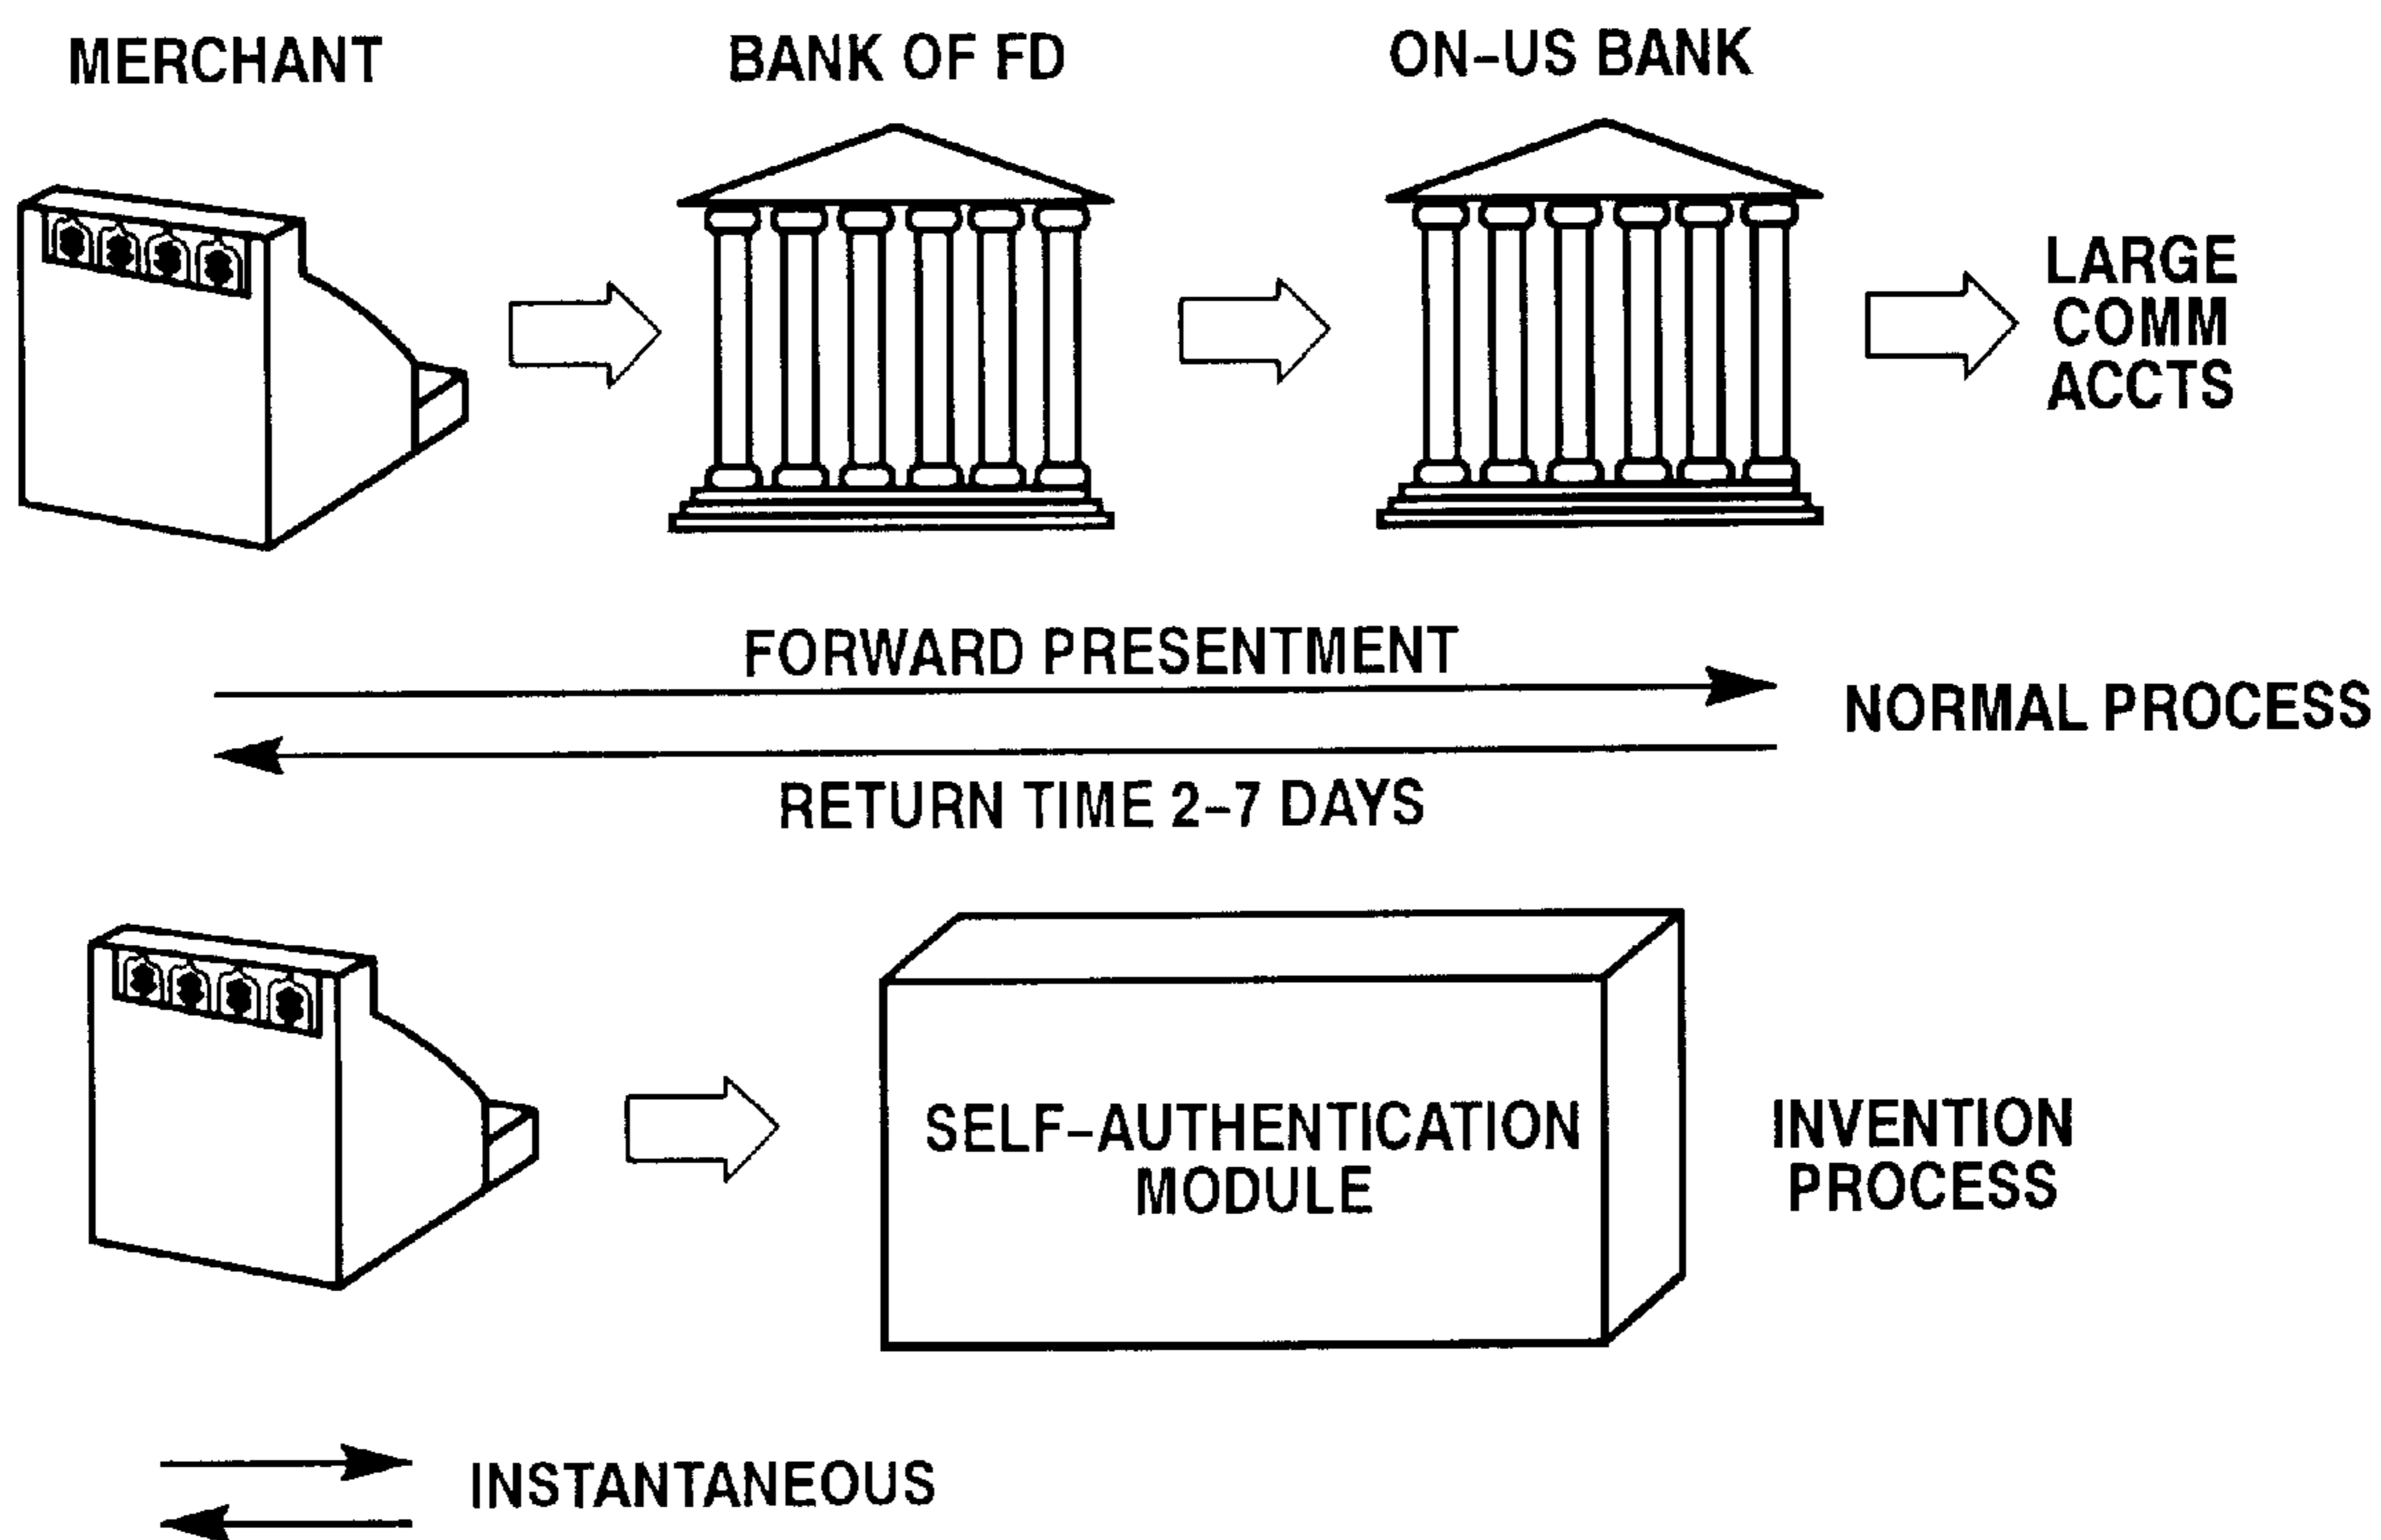 MERCHANT
BANK OF FD
ON-US BANK
LARGE
COMM
ACCTS
FORWARD PRESENTMENT
NORMAL PROCESS
RETURN TIME 2-7 DAYS
SELF-AUTHENTICATION
MODULE
INVENTION
PROCESS
INSTANTANEOUS